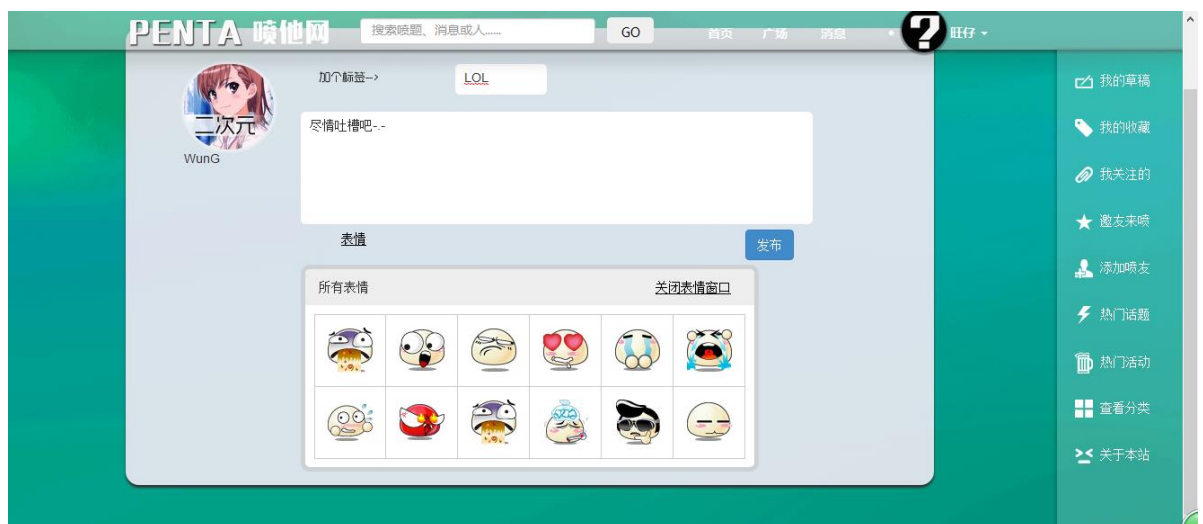 PENTA 喷他网 搜索喷题、消息或人...... GO 首页 广场 消息 旺仔
加个标签--> LOL
二次元
WunG
尽情吐槽吧-.-
表情 发布
所有表情 关闭表情窗口
我的草稿
我的收藏
我关注的
邀友来喷
添加喷友
热门话题
热门活动
查看分类
关于本站